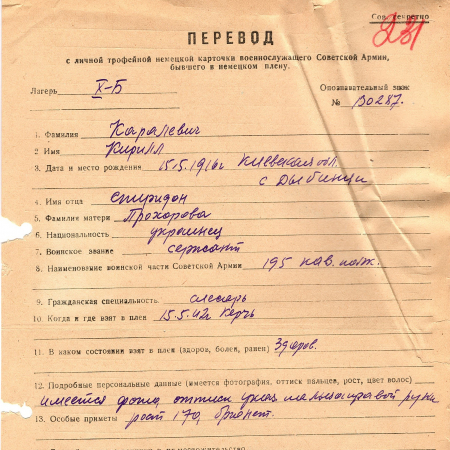 Сов. секретно
231
ПЕРЕВОД
с личной трофейной немецкой карточки военнослужащего Советской Армии,
бывшего в немецком плену.
Лагерь X-Б Опознавательный знак
№ 130287.
1. Фамилия Каралевич
2. Имя Кирилл
3. Дата и место рождения 15.5.1916г Киевская обл.
с Дыбинци
4. Имя отца Спиридон
5. Фамилия матери Прохорова
6. Национальность украинец
7. Воинское звание сержант
8. Наименование воинской части Советской Армии 195 кав. полк.
9. Гражданская специальность слесарь
10. Когда и где взят в плен 15.5.42г Керчь
11. В каком состоянии взят в плен (здоров, болен, ранен) Здоров.
12. Подробные персональные данные (имеется фотография, оттиск пальцев, рост, цвет волос)
имеется фото, оттиск указ. пальца правой руки
13. Особые приметы рост 170, брюнет.